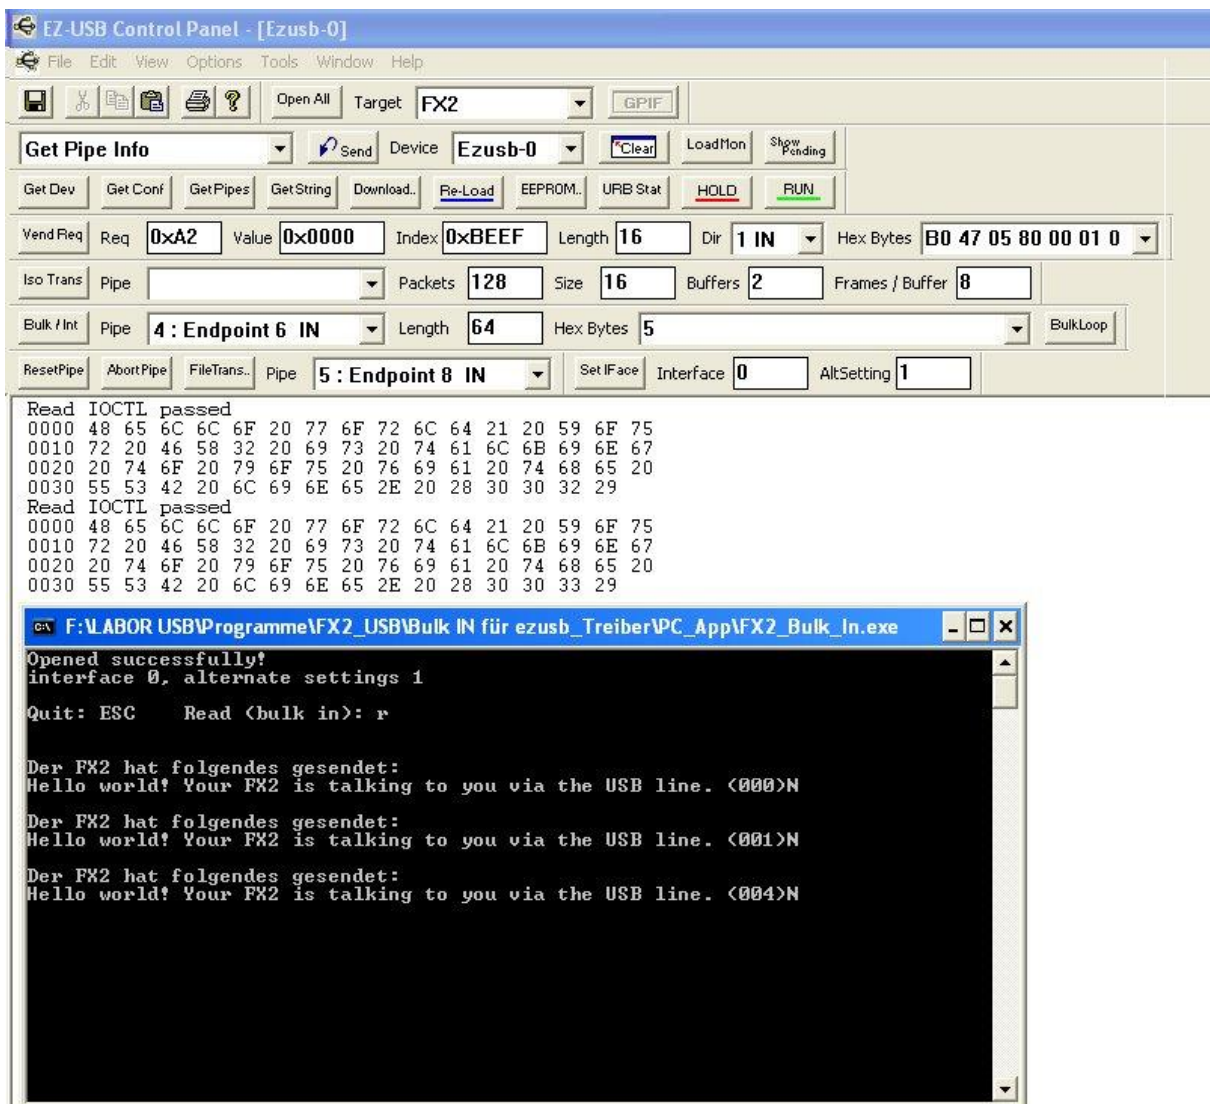 EZ-USB Control Panel - [Ezusb-0]
File Edit View Options Tools Window Help
Open All Target FX2 GPIF
Get Pipe Info Send Device Ezusb-0 Clear LoadMon Show Pending
Get Dev Get Conf GetPipes GetString Download.. Re-Load EEPROM.. URB Stat HOLD RUN
Vend Req Req 0xA2 Value 0x0000 Index 0xBEEF Length 16 Dir 1 IN Hex Bytes B0 47 05 80 00 01 0
Iso Trans Pipe Packets 128 Size 16 Buffers 2 Frames / Buffer 8
Bulk / Int Pipe 4 : Endpoint 6 IN Length 64 Hex Bytes 5 BulkLoop
ResetPipe AbortPipe FileTrans.. Pipe 5 : Endpoint 8 IN Set IFace Interface 0 AltSetting 1
Read IOCTL passed
0000 48 65 6C 6C 6F 20 77 6F 72 6C 64 21 20 59 6F 75
0010 72 20 46 58 32 20 69 73 20 74 61 6C 6B 69 6E 67
0020 20 74 6F 20 79 6F 75 20 76 69 61 20 74 68 65 20
0030 55 53 42 20 6C 69 6E 65 2E 20 28 30 30 32 29
Read IOCTL passed
0000 48 65 6C 6C 6F 20 77 6F 72 6C 64 21 20 59 6F 75
0010 72 20 46 58 32 20 69 73 20 74 61 6C 6B 69 6E 67
0020 20 74 6F 20 79 6F 75 20 76 69 61 20 74 68 65 20
0030 55 53 42 20 6C 69 6E 65 2E 20 28 30 30 33 29
F:\LABOR USB\Programme\FX2_USB\Bulk IN für ezusb_Treiber\PC_App\FX2_Bulk_In.exe
Opened successfully!
interface 0, alternate settings 1
Quit: ESC Read (bulk in): r
Der FX2 hat folgendes gesendet:
Hello world! Your FX2 is talking to you via the USB line. (000)N
Der FX2 hat folgendes gesendet:
Hello world! Your FX2 is talking to you via the USB line. (001)N
Der FX2 hat folgendes gesendet:
Hello world! Your FX2 is talking to you via the USB line. (004)N